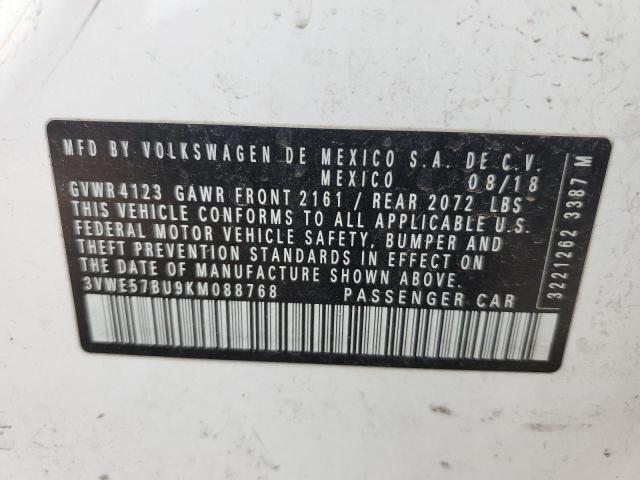 MFD BY VOLKSWAGEN DE MEXICO S.A. DE C.V.
MEXICO 08/18
GVWR 4123 GAWR FRONT 2161 / REAR 2072 LBS
THIS VEHICLE CONFORMS TO ALL APPLICABLE U.S.
FEDERAL MOTOR VEHICLE SAFETY, BUMPER AND
THEFT PREVENTION STANDARDS IN EFFECT ON
THE DATE OF MANUFACTURE SHOWN ABOVE.
3VWE57BU9KM088768 PASSENGER CAR
3221262 3387 M